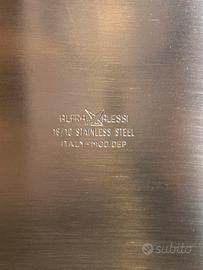 ALFRA ALESSI
18/10 STAINLESS STEEL
ITALY-MOD.DEP
subito